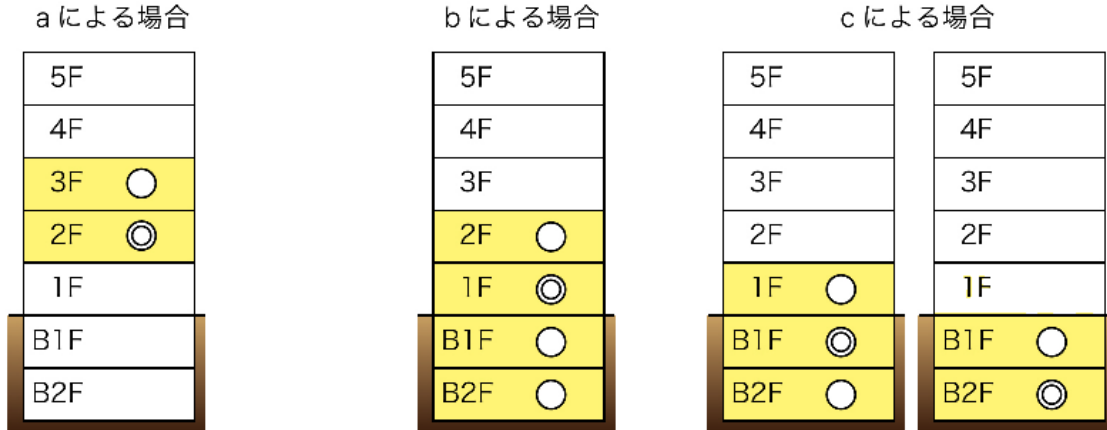 aによる場合
5F
4F
3F ○
2F ◎
1F
B1F
B2F
bによる場合
5F
4F
3F
2F ○
1F ◎
B1F ○
B2F ○
cによる場合
5F
4F
3F
2F
1F ○
B1F ◎
B2F ○
5F
4F
3F
2F
1F
B1F ○
B2F ◎